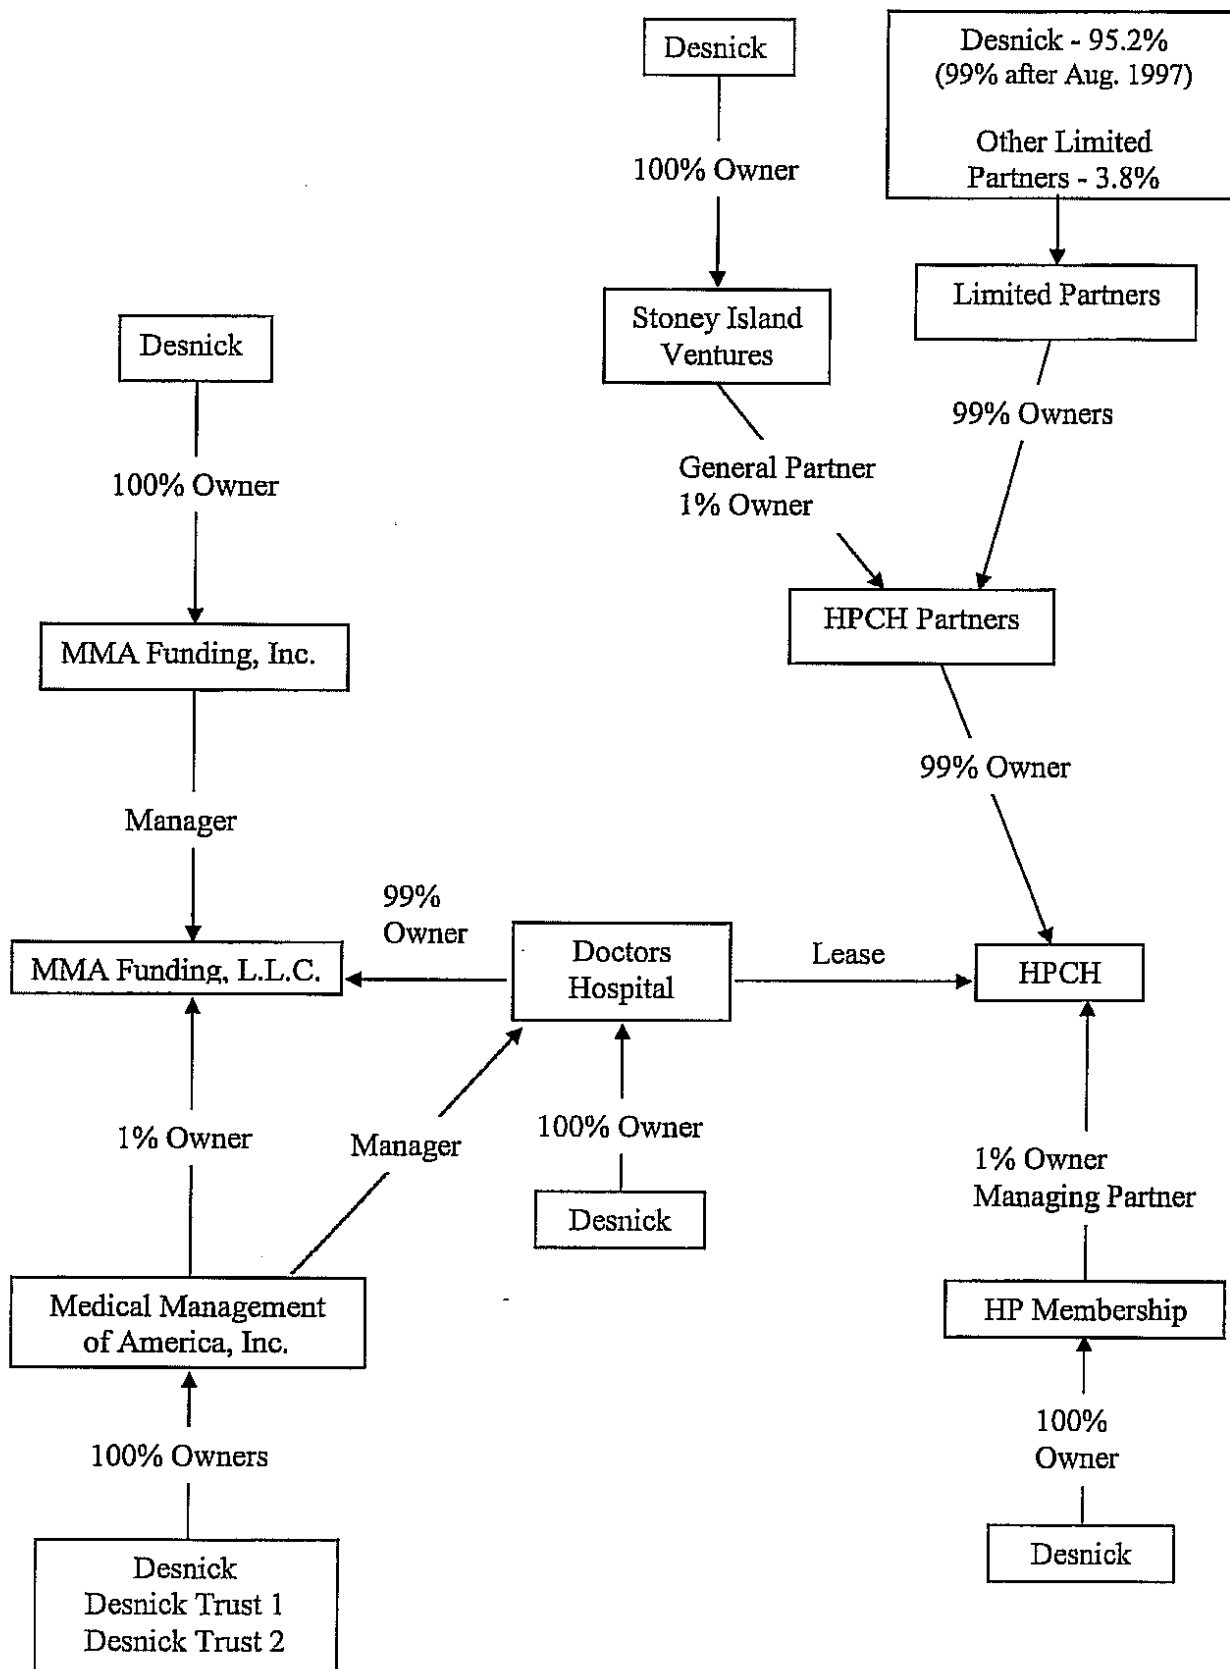 Desnick
Desnick - 95.2%
(99% after Aug. 1997)
Other Limited
Partners - 3.8%
100% Owner
Stoney Island
Ventures
Limited Partners
Desnick
99% Owners
General Partner
1% Owner
100% Owner
HPCH Partners
MMA Funding, Inc.
99% Owner
Manager
99%
Owner
MMA Funding, L.L.C.
Doctors
Hospital
Lease
HPCH
1% Owner
Manager
100% Owner
1% Owner
Managing Partner
Desnick
Medical Management
of America, Inc.
HP Membership
100% Owners
100%
Owner
Desnick
Desnick Trust 1
Desnick Trust 2
Desnick